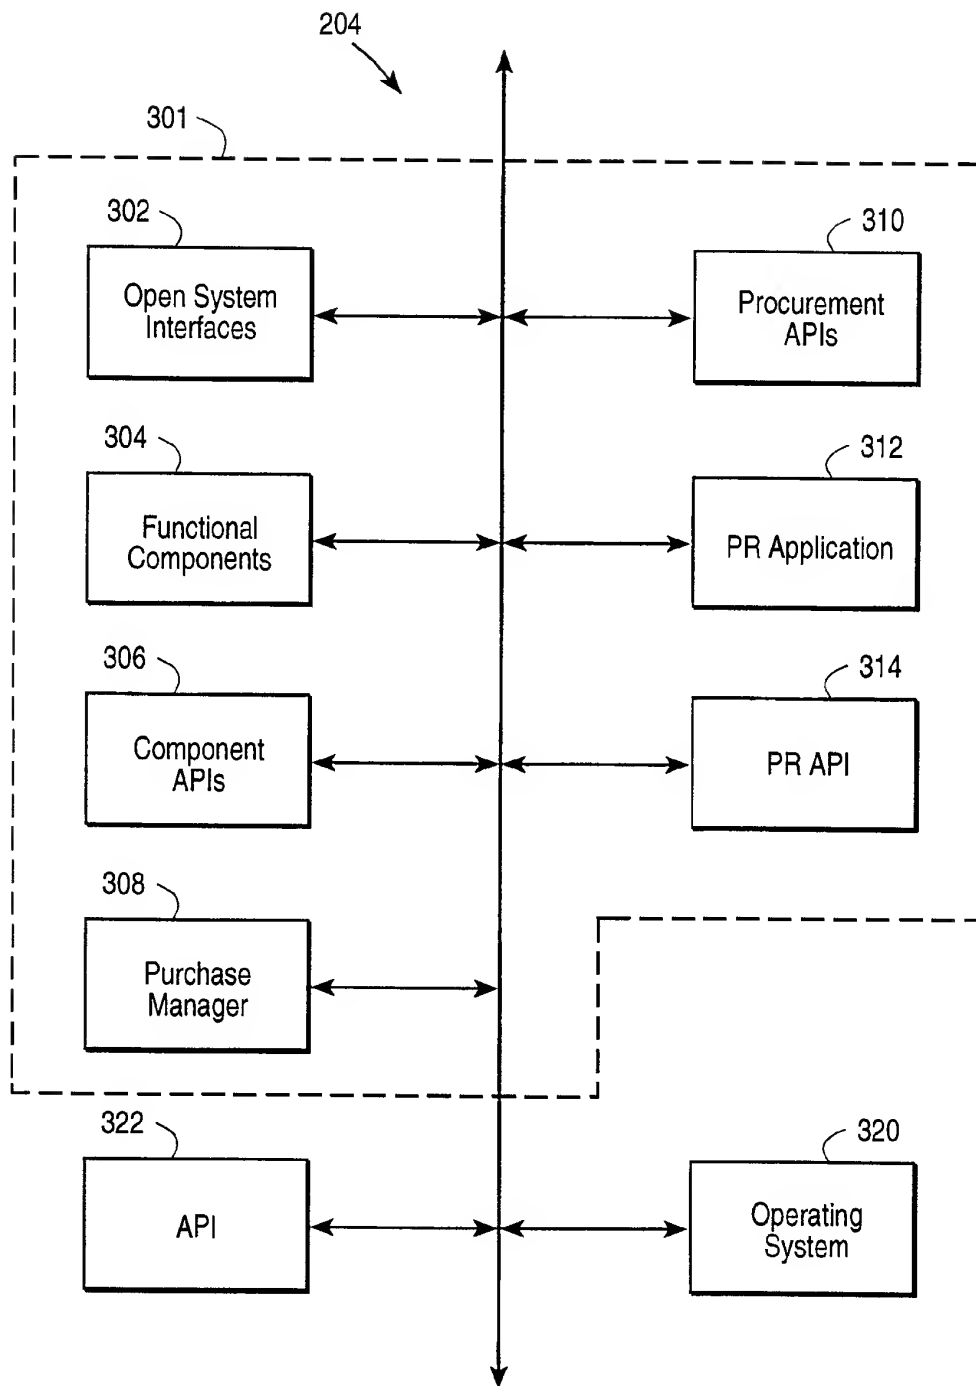 204
301
302
310
Open System
Interfaces
Procurement
APIs
304
312
Functional
Components
PR Application
306
314
Component
APIs
PR API
308
Purchase
Manager
322
320
API
Operating
System